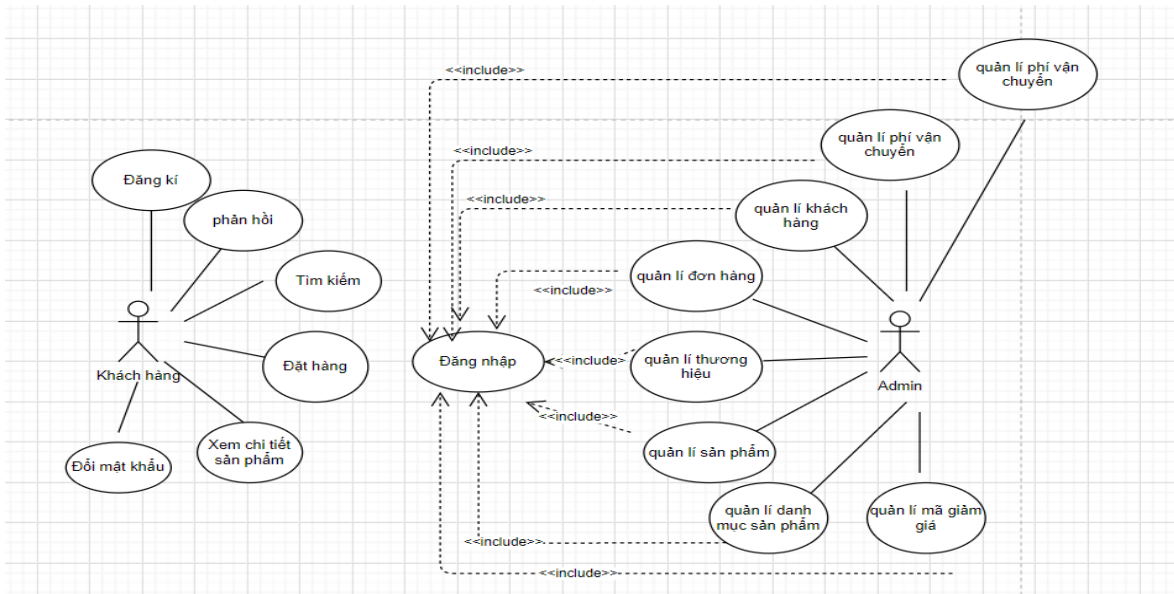 <<include>>
quản lí phí vận
chuyển
<<include>>
quản lí phí vận
chuyển
Đăng kí
<<include>>
quản lí khách
hàng
phản hồi
Tìm kiếm
quản lí đơn hàng
<<include>>
Đặt hàng
Đăng nhập
<<include>
quản lí thương
hiệu
Khách hàng
Admin
<<include>>
Đổi mật khẩu
Xem chi tiết
sản phẩm
quản lí sản phẩm
quản lí danh
mục sản phẩm
quản lí mã giảm
giá
<<include>>
<<include>>